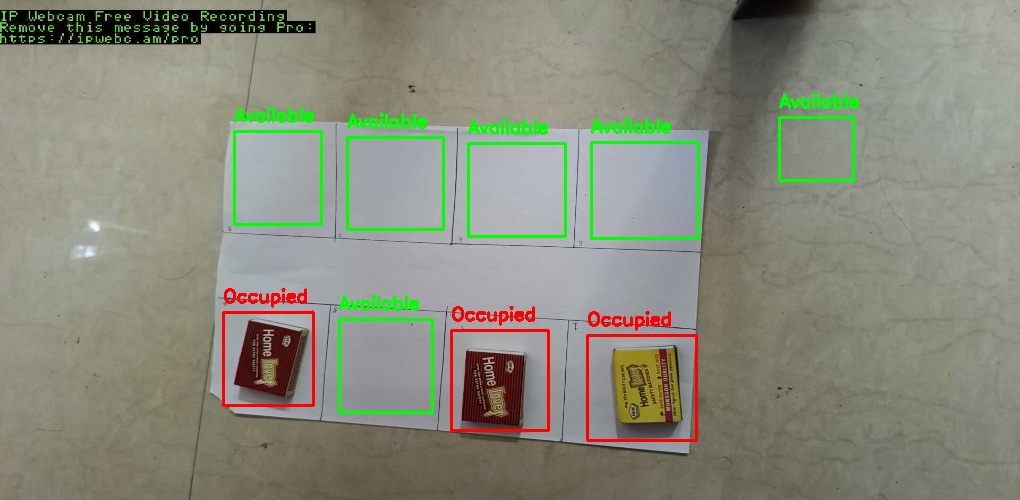 IP Webcam Free Video Recording
Remove this message by going Pro:
https://ipwebc.am/pro
Available
Available
Available
Available
Available
Occupied
Available
Occupied
Occupied
Home
Home
Home